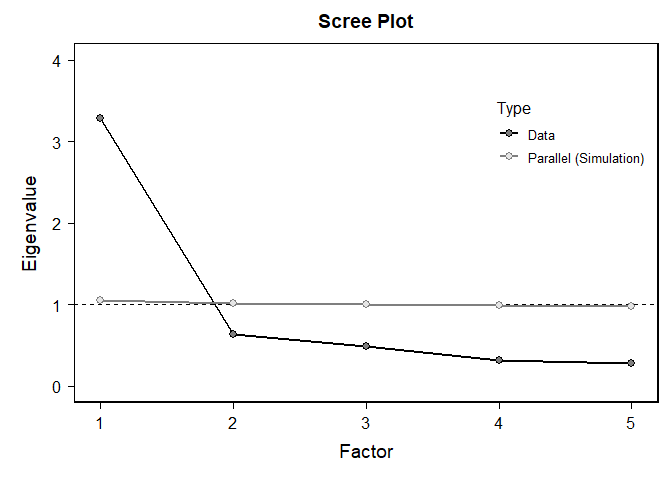 Scree Plot
4
3
2
1
0
Eigenvalue
Type
Data
Parallel (Simulation)
1 2 3 4 5
Factor